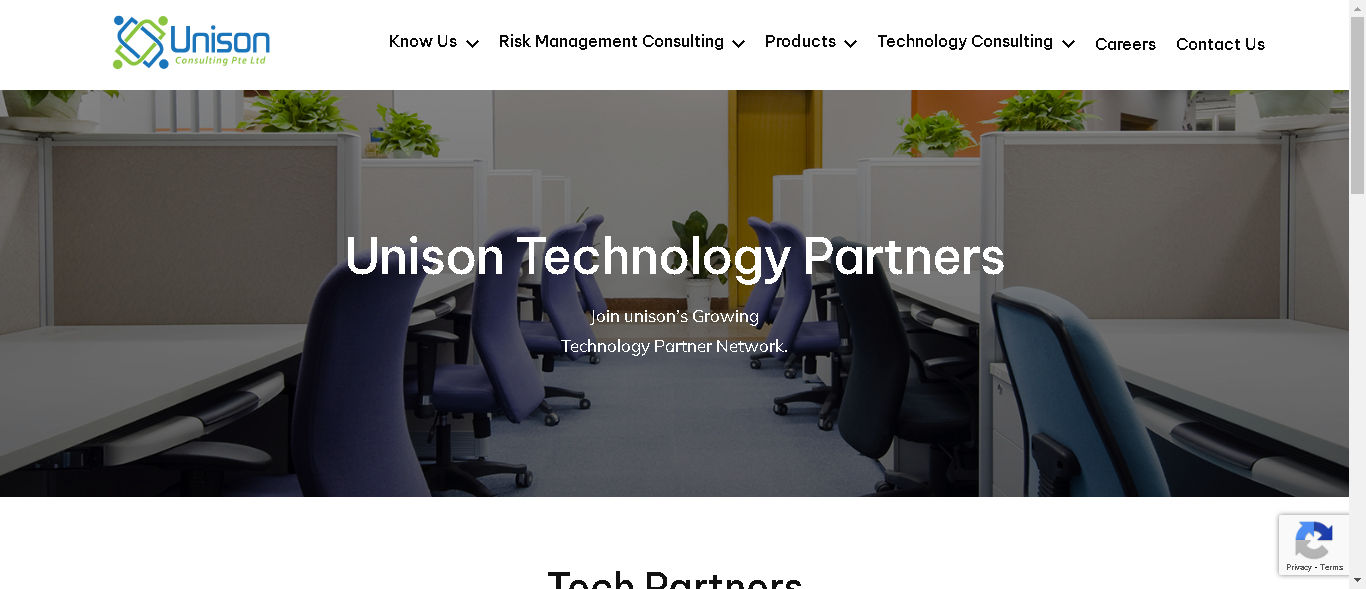 Unison
Consulting Pte Ltd
Know Us
Risk Management Consulting
Products
Technology Consulting
Careers
Contact Us
Unison Technology Partners
Join unison’s Growing
Technology Partner Network.
Tech Partners
Privacy - Terms